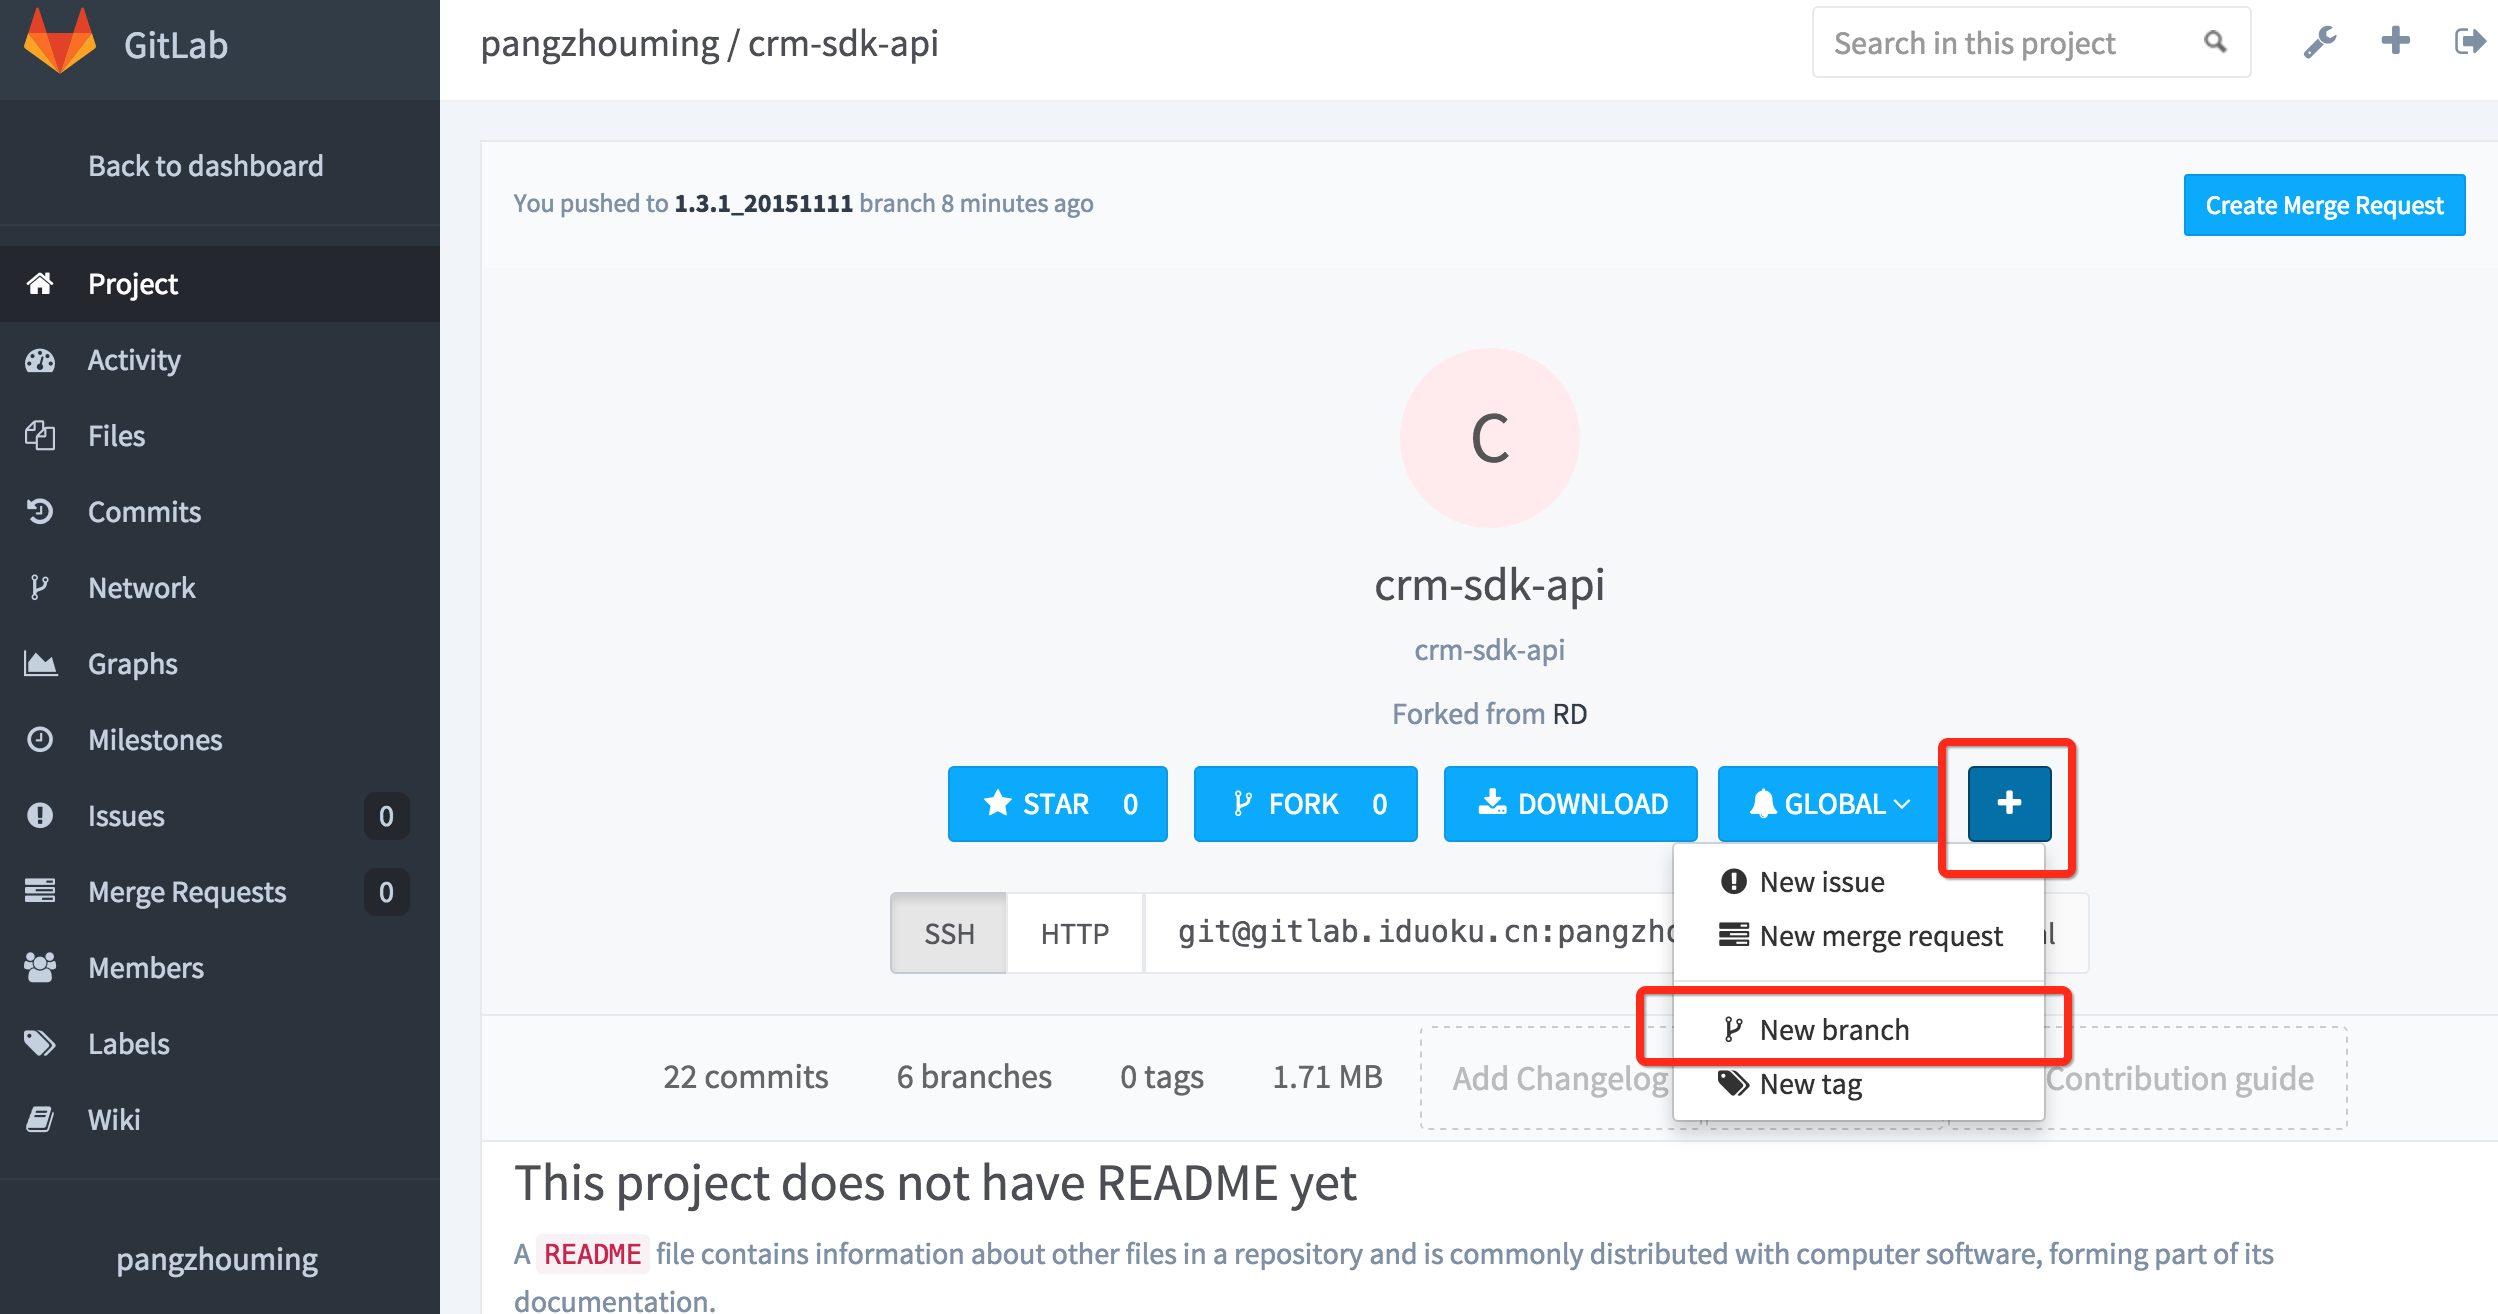 GitLab
pangzhouming / crm-sdk-api
Search in this project
Back to dashboard
You pushed to 1.3.1_20151111 branch 8 minutes ago
Create Merge Request
Project
Activity
Files
Commits
Network
Graphs
Milestones
Issues 0
Merge Requests 0
Members
Labels
Wiki
pangzhouming
C
crm-sdk-api
crm-sdk-api
Forked from RD
STAR 0
FORK 0
DOWNLOAD
GLOBAL
SSH
HTTP
git@gitlab.iduoku.cn:pangzho
New issue
New merge request
New branch
New tag
22 commits
6 branches
0 tags
1.71 MB
Add Changelog
Contribution guide
This project does not have README yet
A README file contains information about other files in a repository and is commonly distributed with computer software, forming part of its
documentation.